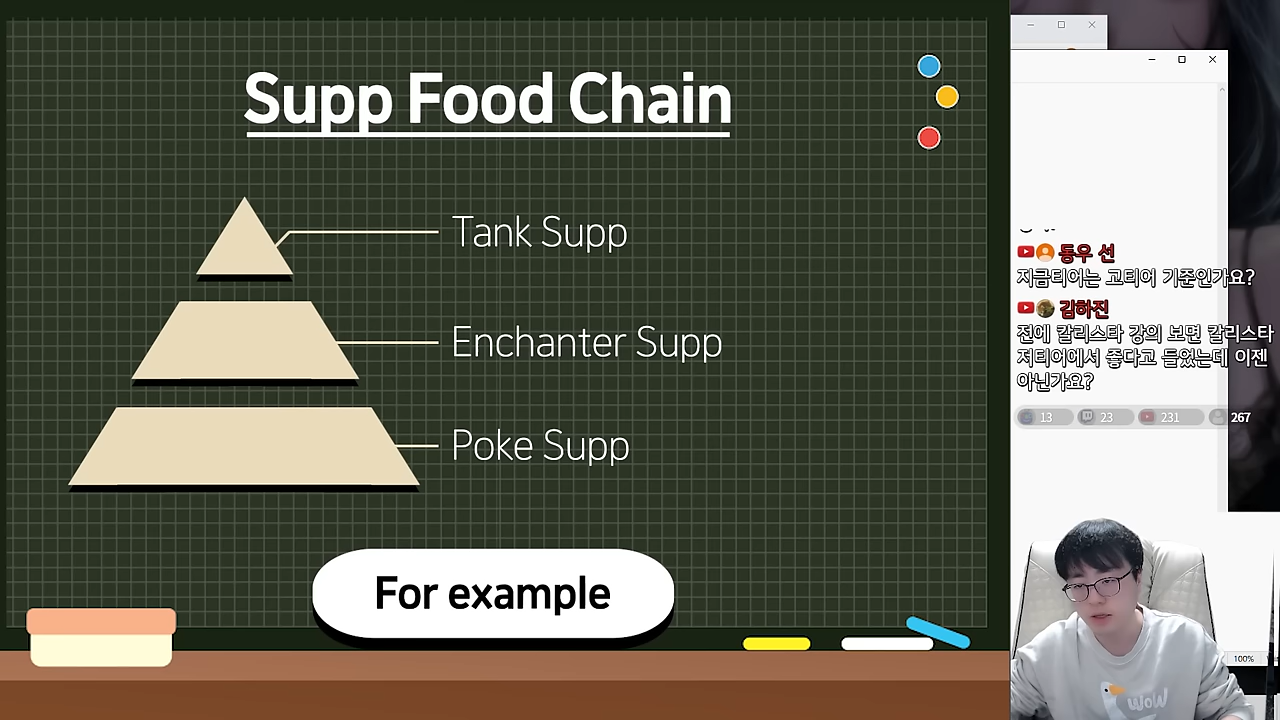 Supp Food Chain
Tank Supp
Enchanter Supp
Poke Supp
For example
동우 선
지금티어는 고티어 기준인가요?
김하진
전에 칼리스타 강의 보면 칼리스타
저티어에서 좋다고 들었는데 이젠
아닌가요?
13 23 231 267
100%
WOW